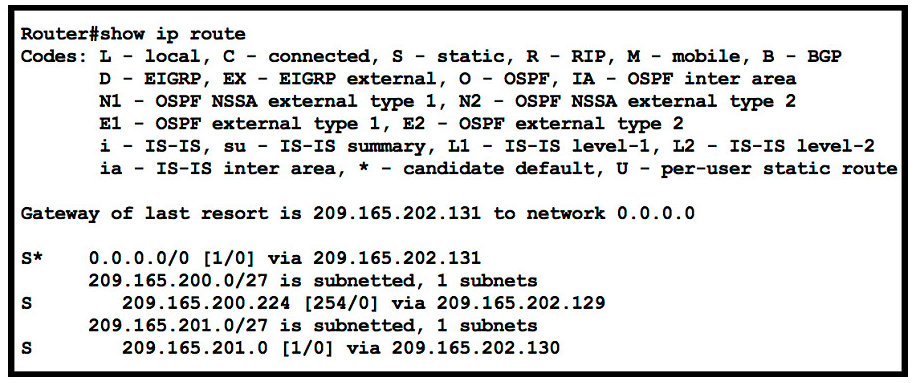 Router#show ip route
Codes: L - local, C - connected, S - static, R - RIP, M - mobile, B - BGP
D - EIGRP, EX - EIGRP external, O - OSPF, IA - OSPF inter area
N1 - OSPF NSSA external type 1, N2 - OSPF NSSA external type 2
E1 - OSPF external type 1, E2 - OSPF external type 2
i - IS-IS, su - IS-IS summary, L1 - IS-IS level-1, L2 - IS-IS level-2
ia - IS-IS inter area, * - candidate default, U - per-user static route
Gateway of last resort is 209.165.202.131 to network 0.0.0.0
S* 0.0.0.0/0 [1/0] via 209.165.202.131
209.165.200.0/27 is subnetted, 1 subnets
S 209.165.200.224 [254/0] via 209.165.202.129
209.165.201.0/27 is subnetted, 1 subnets
S 209.165.201.0 [1/0] via 209.165.202.130